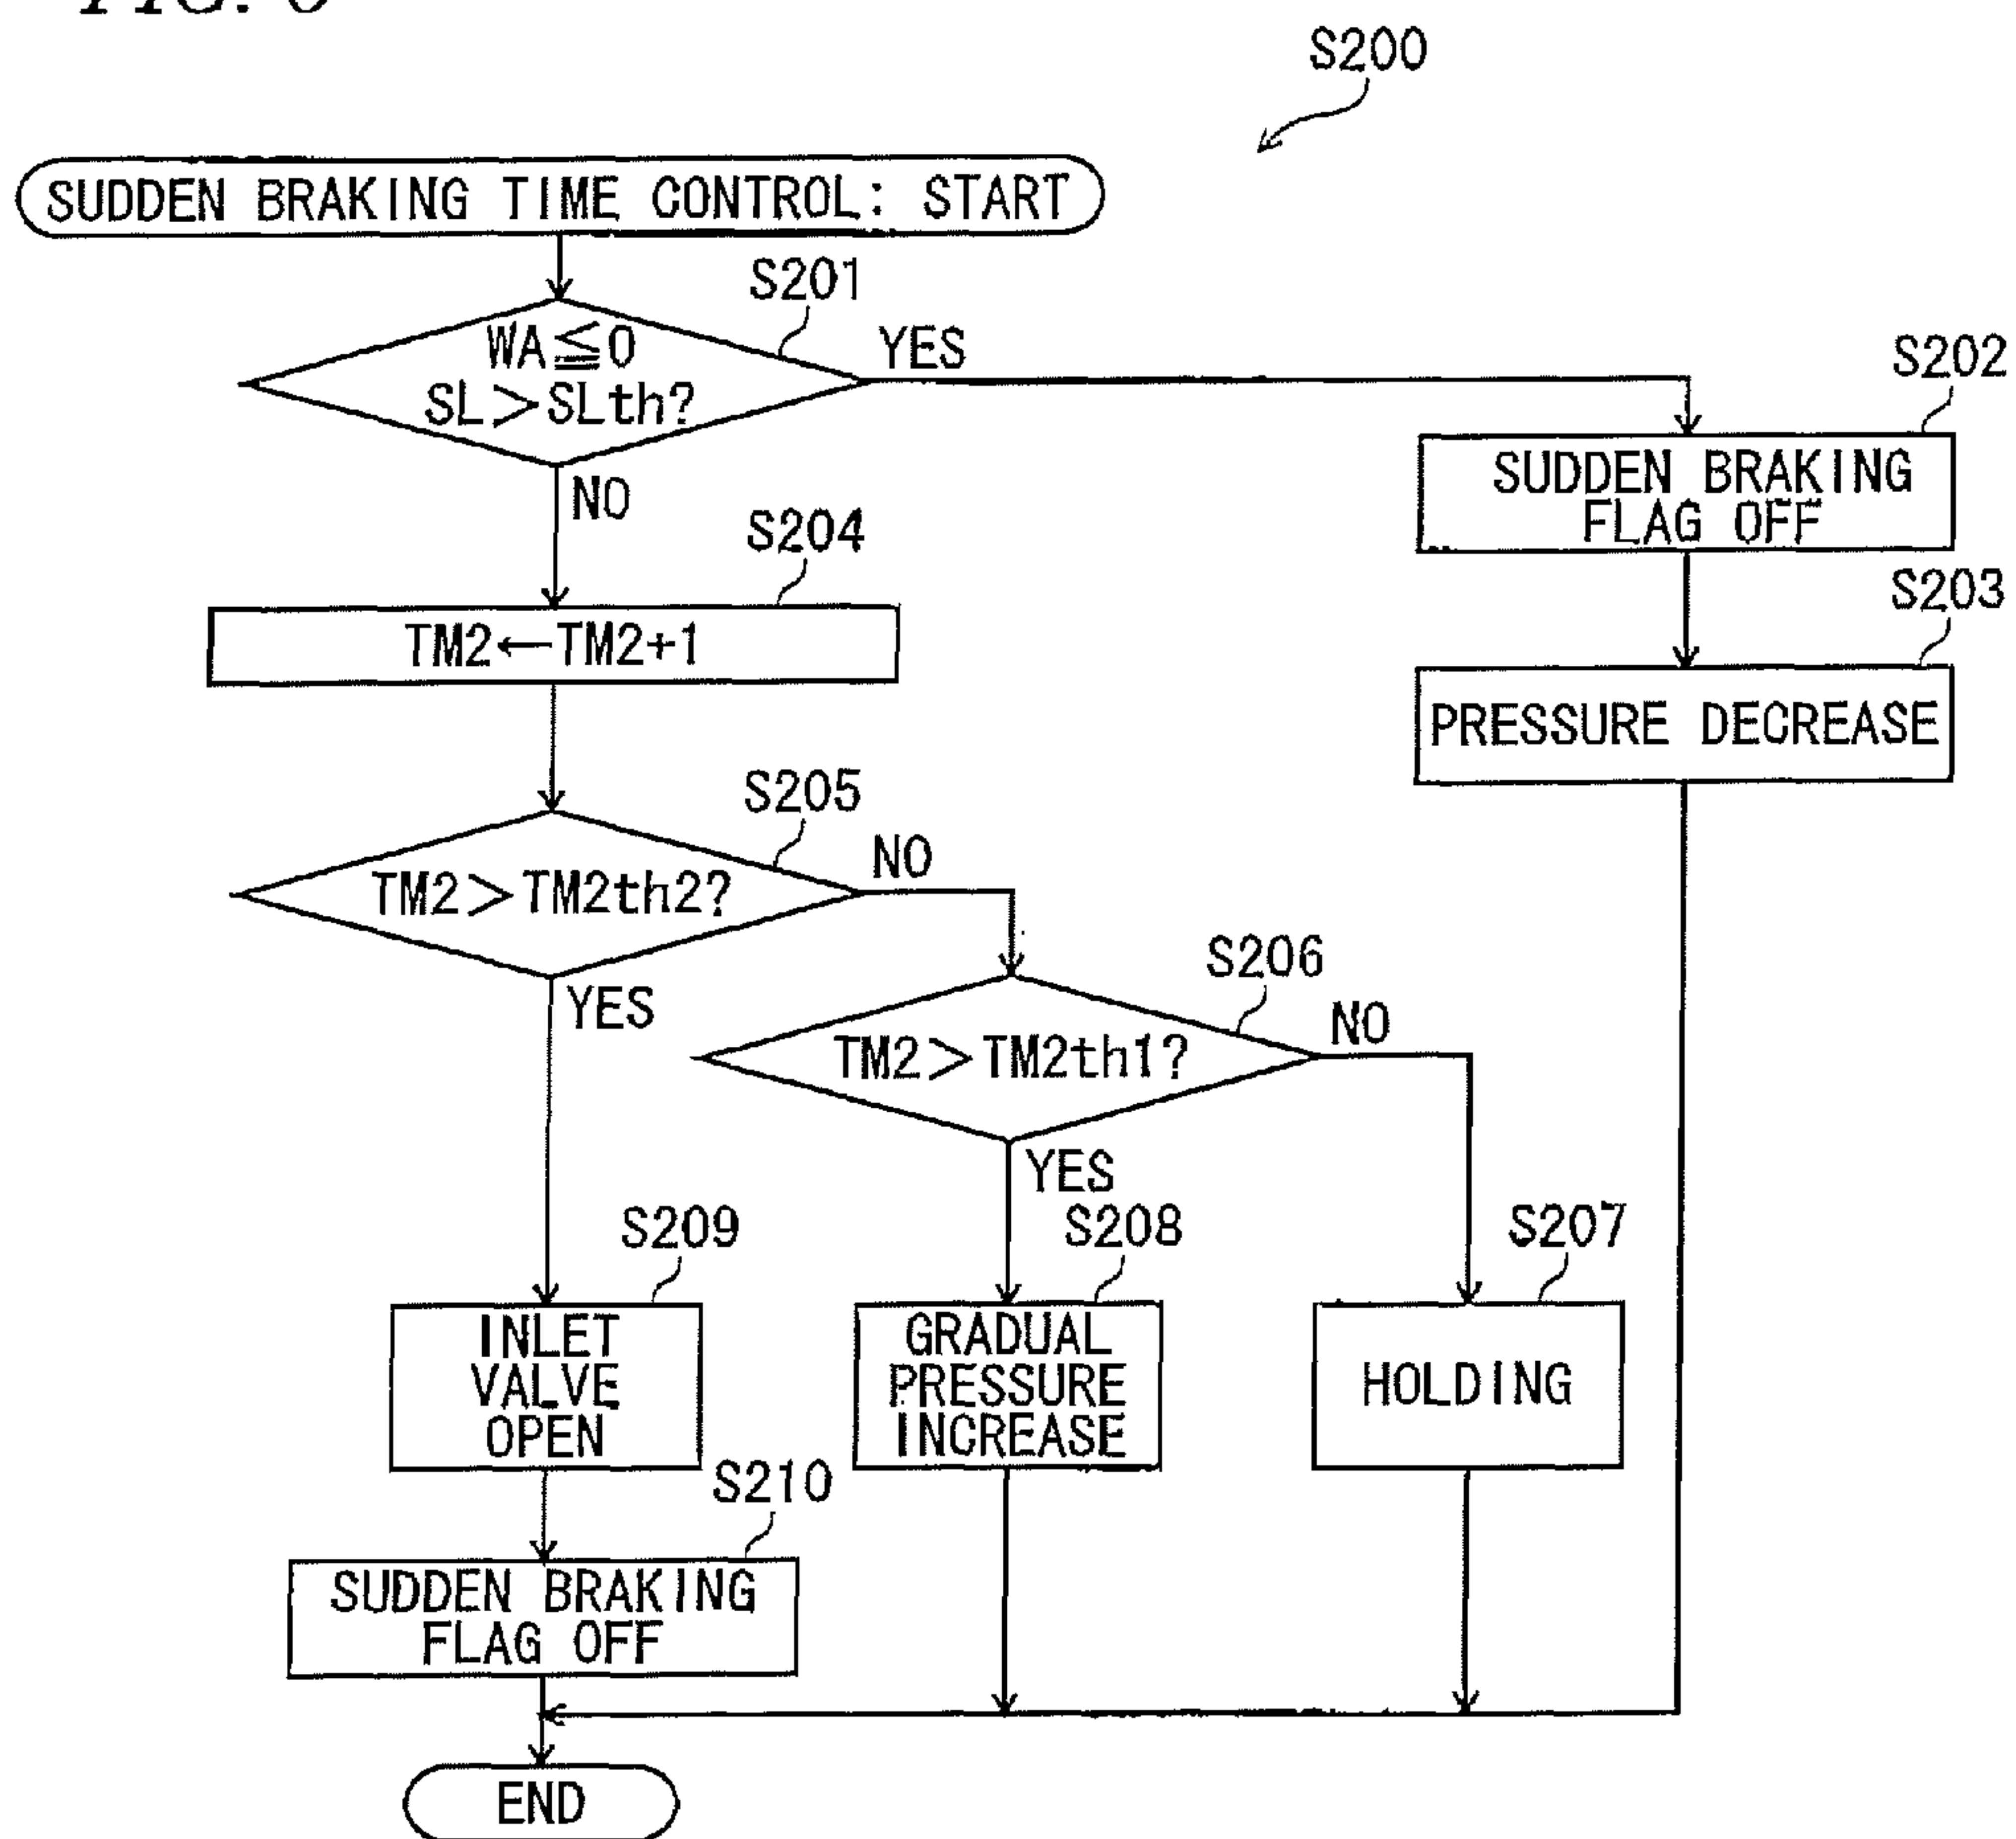 S200
SUDDEN BRAKING TIME CONTROL: START
S201
WA≦0
SL>SLth?
YES
NO
S202
SUDDEN BRAKING
FLAG OFF
S203
PRESSURE DECREASE
S204
TM2←TM2+1
S205
TM2>TM2th2?
NO
YES
S206
TM2>TM2th1?
NO
YES
S209
INLET
VALVE
OPEN
S208
GRADUAL
PRESSURE
INCREASE
S207
HOLDING
S210
SUDDEN BRAKING
FLAG OFF
END